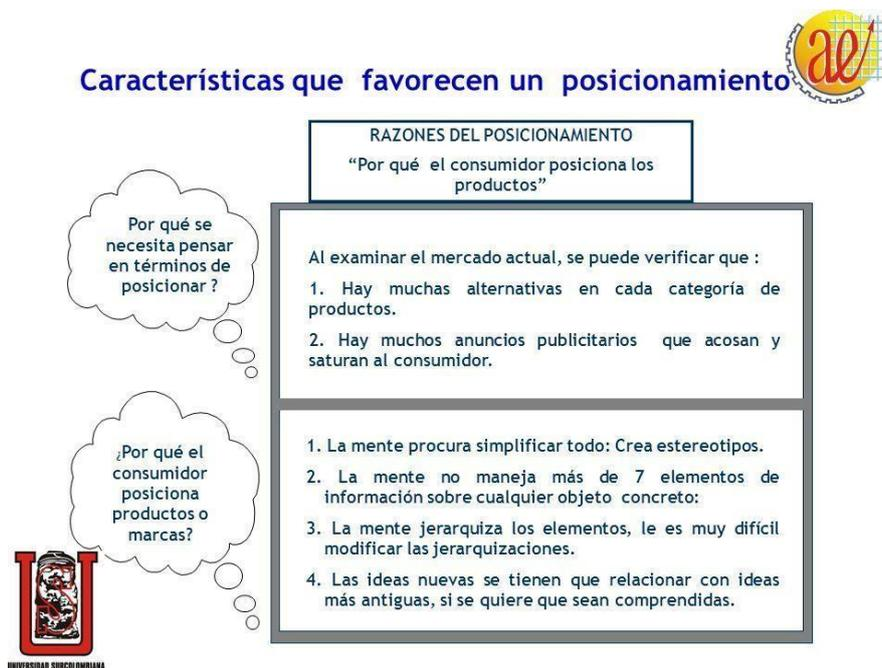 ae
Características que favorecen un posicionamiento
RAZONES DEL POSICIONAMIENTO
“Por qué el consumidor posiciona los
productos”
Por qué se
necesita pensar
en términos de
posicionar ?
Al examinar el mercado actual, se puede verificar que :
1. Hay muchas alternativas en cada categoría de
productos.
2. Hay muchos anuncios publicitarios que acosan y
saturan al consumidor.
¿Por qué el
consumidor
posiciona
productos o
marcas?
1. La mente procura simplificar todo: Crea estereotipos.
2. La mente no maneja más de 7 elementos de
información sobre cualquier objeto concreto:
3. La mente jerarquiza los elementos, le es muy difícil
modificar las jerarquizaciones.
4. Las ideas nuevas se tienen que relacionar con ideas
más antiguas, si se quiere que sean comprendidas.
UNIVERSIDAD SURCOLOMBIANA